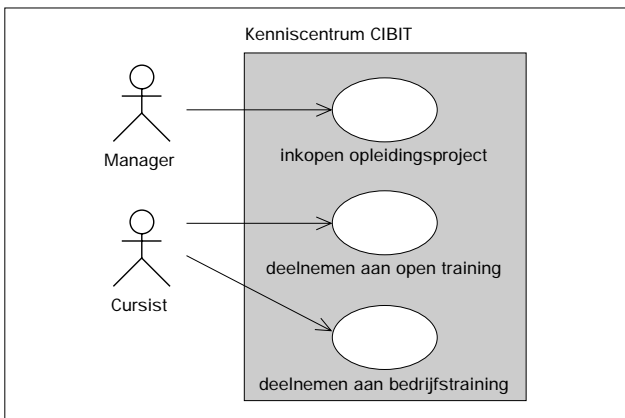 Kenniscentrum CIBIT
Manager
inkopen opleidingsproject
Cursist
deelnemen aan open training
deelnemen aan bedrijfstraining